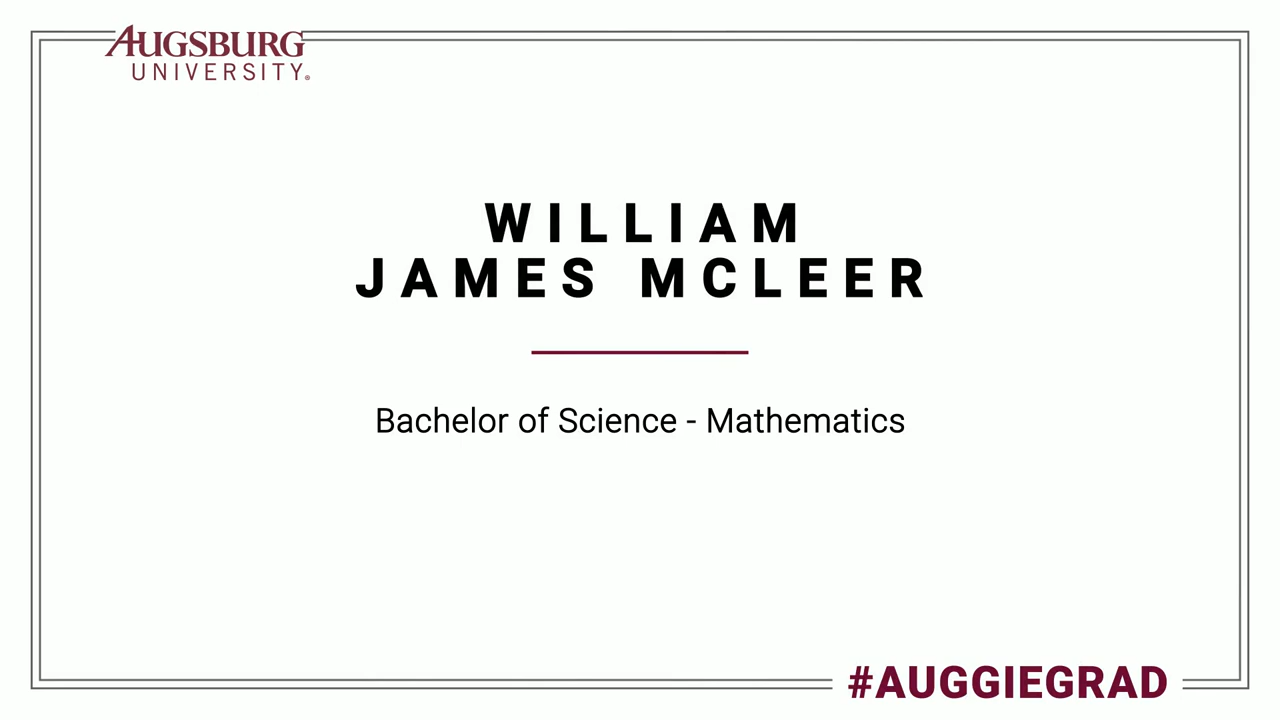 AUGSBURG
UNIVERSITY®
WILLIAM
JAMES MCLEER
Bachelor of Science - Mathematics
#AUGGIEGRAD